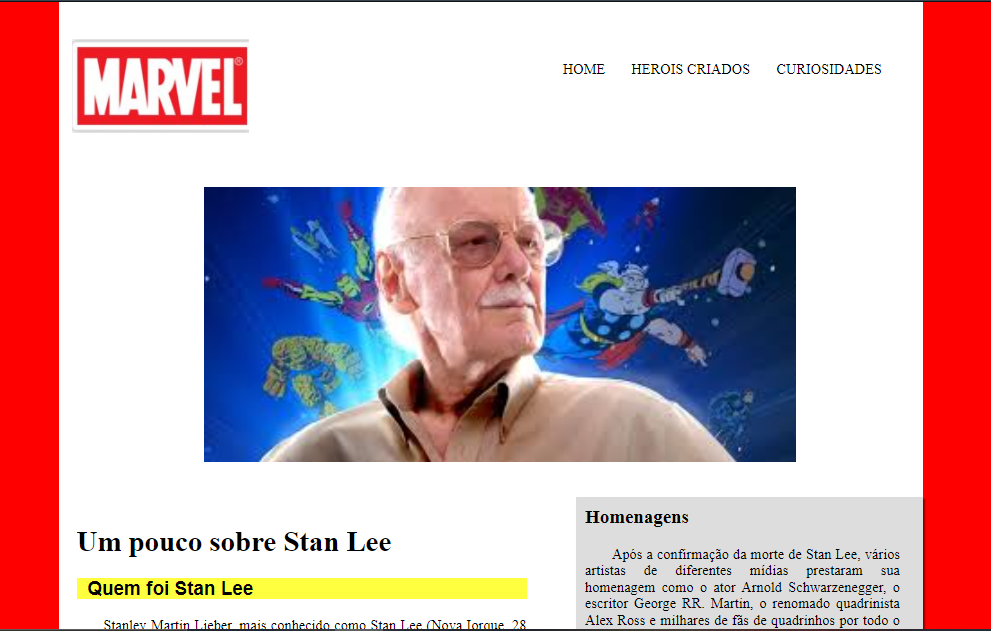 MARVEL®
HOME HEROIS CRIADOS CURIOSIDADES
Um pouco sobre Stan Lee
Quem foi Stan Lee
Stanley Martin Lieber, mais conhecido como Stan Lee (Nova Iorque, 28
Homenagens
Após a confirmação da morte de Stan Lee, vários
artistas de diferentes mídias prestaram sua
homenagem como o ator Arnold Schwarzenegger, o
escritor George RR. Martin, o renomado quadrinista
Alex Ross e milhares de fãs de quadrinhos por todo o